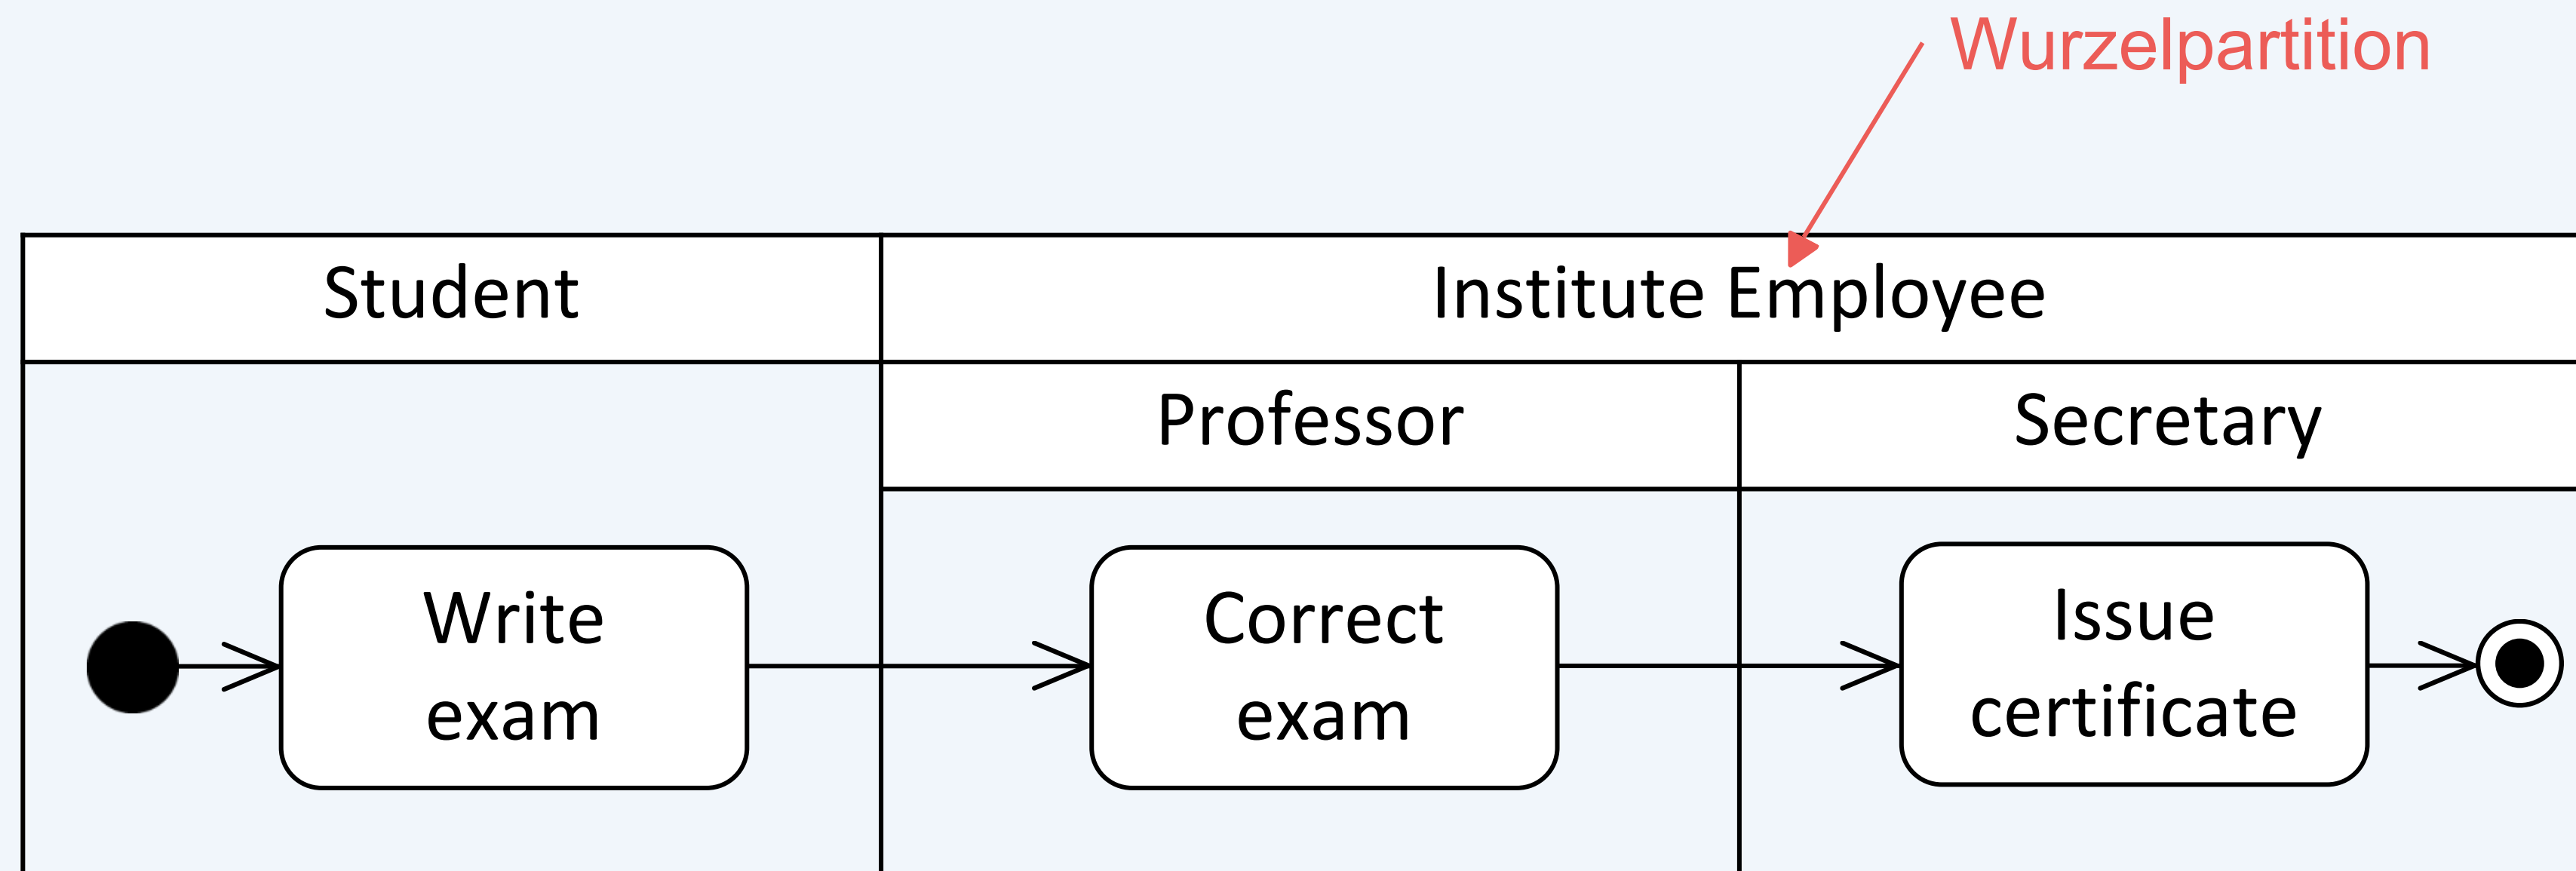 Wurzelpartition
Student
Institute Employee
Professor
Secretary
Write
exam
Correct
exam
Issue
certificate